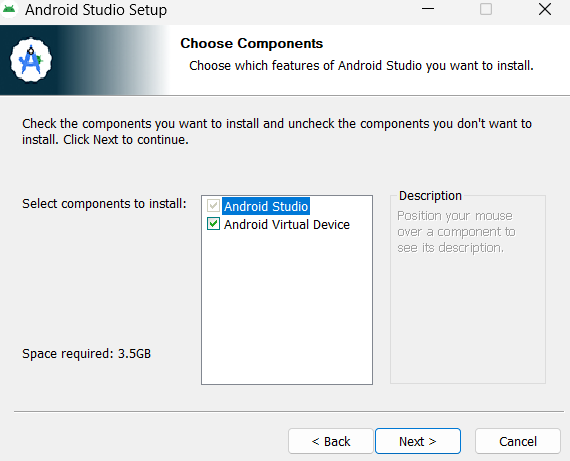 Android Studio Setup
Choose Components
Choose which features of Android Studio you want to install.
Check the components you want to install and uncheck the components you don't want to
install. Click Next to continue.
Select components to install:
Android Studio
Android Virtual Device
Description
Position your mouse
over a component to
see its description.
Space required: 3.5GB
< Back
Next >
Cancel